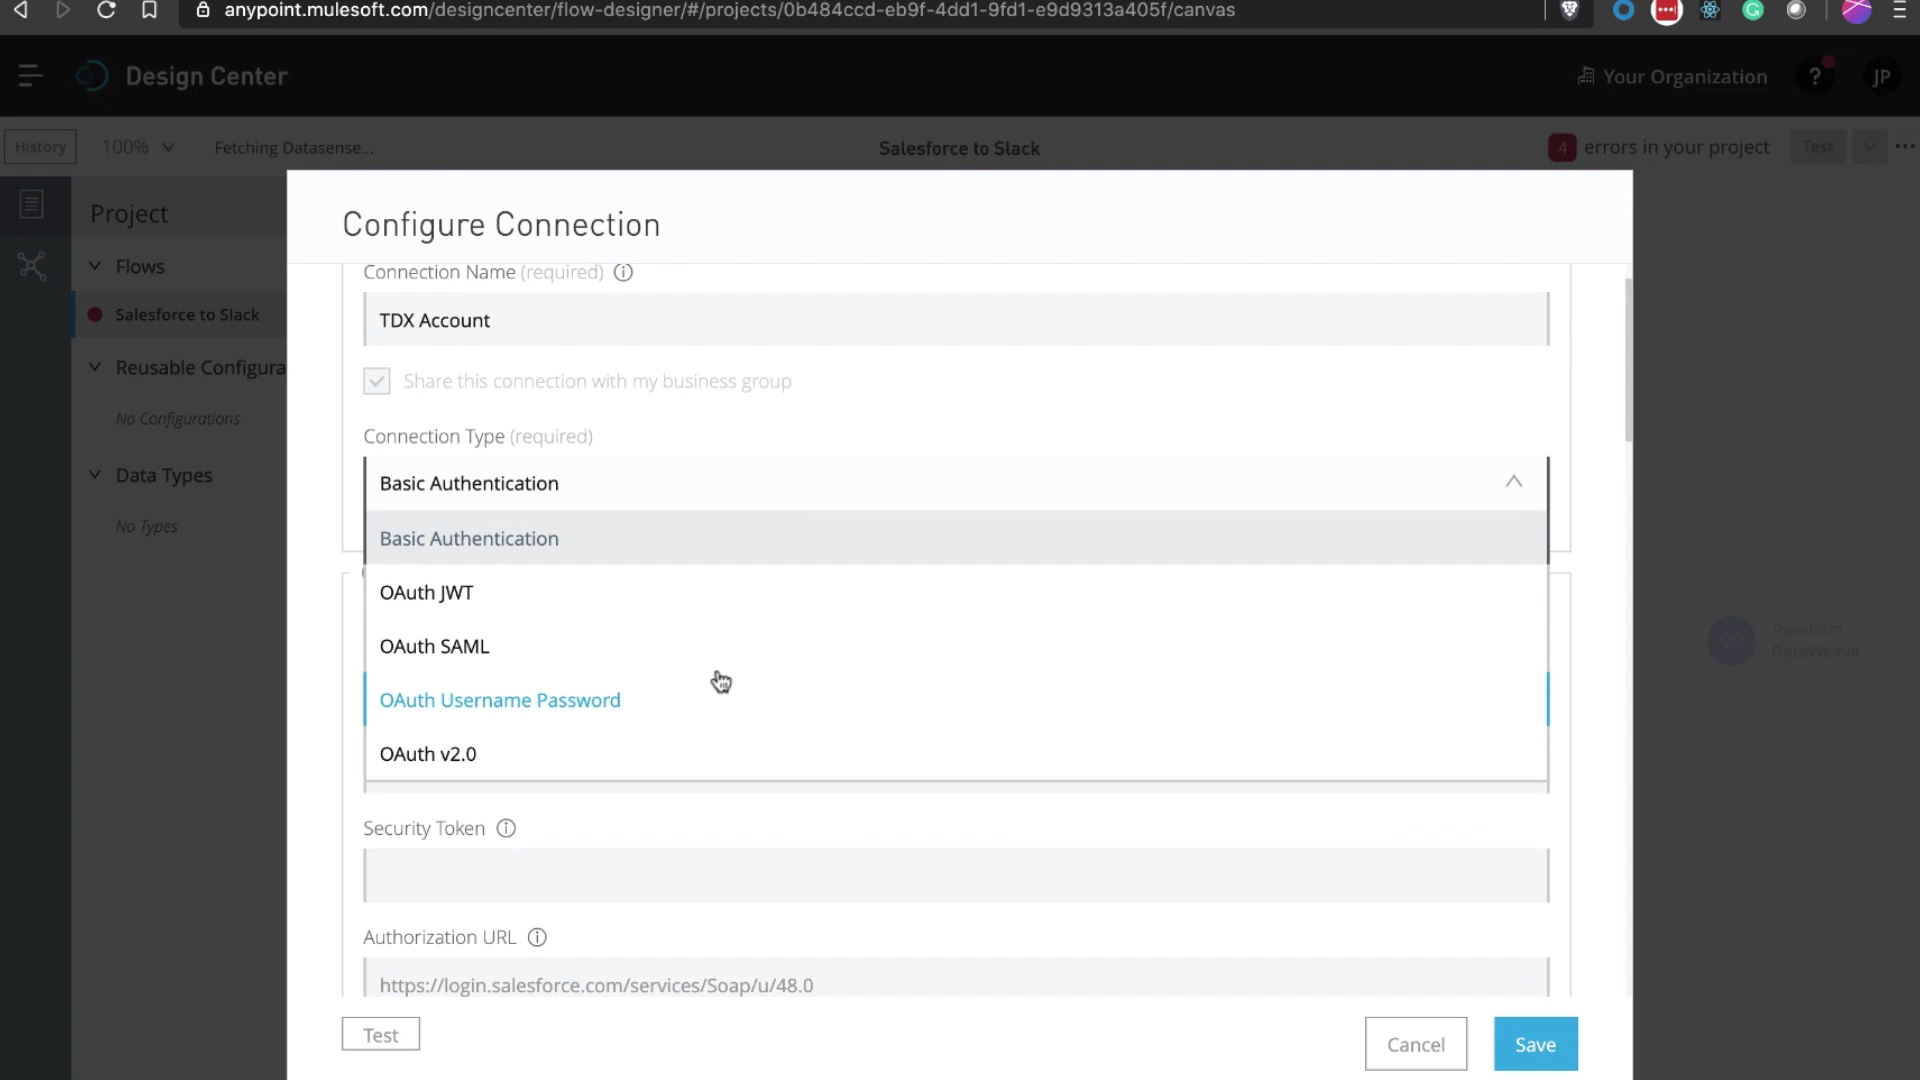 anypoint.mulesoft.com/designcenter/flow-designer/#/projects/0b484ccd-eb9f-4dd1-9fd1-e9d9313a405f/canvas
Design Center
Your Organization
?
JP
History
100%
Fetching Datasense...
Salesforce to Slack
4 errors in your project
Test
Project
Flows
Salesforce to Slack
Reusable Configura
No Configurations
Data Types
No Types
Configure Connection
Connection Name (required)
TDX Account
Share this connection with my business group
Connection Type (required)
Basic Authentication
Basic Authentication
OAuth JWT
OAuth SAML
OAuth Username Password
OAuth v2.0
Security Token
Authorization URL
https://login.salesforce.com/services/Soap/u/48.0
Test
Cancel
Save
Transform
DataWeave